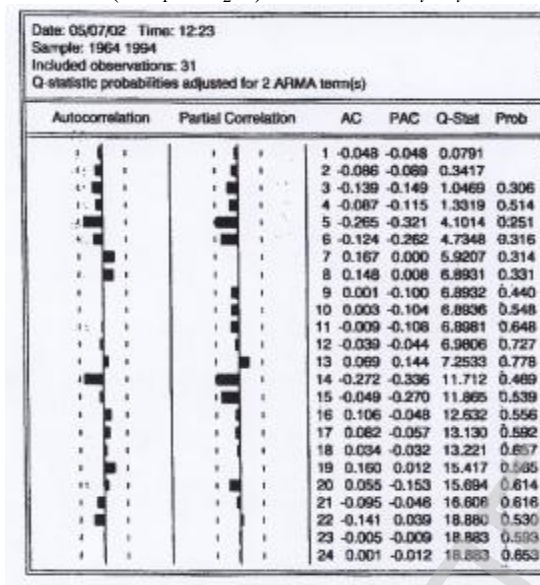 Date: 05/07/02 Time: 12:23
Sample: 1964 1994
Included observations: 31
Q-statistic probabilities adjusted for 2 ARMA term(s)
Autocorrelation Partial Correlation AC PAC Q-Stat Prob
1 -0.048 -0.048 0.0791
2 -0.086 -0.089 0.3417
3 -0.139 -0.149 1.0469 0.306
4 -0.087 -0.115 1.3319 0.514
5 -0.265 -0.321 4.1014 0.251
6 -0.124 -0.262 4.7348 0.316
7 0.167 0.000 5.9207 0.314
8 0.148 0.008 6.8931 0.331
9 0.001 -0.100 6.8932 0.440
10 0.003 -0.104 6.8936 0.548
11 -0.009 -0.108 6.8981 0.648
12 -0.039 -0.044 6.9806 0.727
13 0.069 0.144 7.2533 0.778
14 -0.272 -0.336 11.712 0.469
15 -0.049 -0.270 11.865 0.539
16 0.106 -0.048 12.632 0.556
17 0.082 -0.057 13.130 0.592
18 0.034 -0.032 13.221 0.657
19 0.160 0.012 15.417 0.565
20 0.055 -0.153 15.694 0.614
21 -0.095 -0.046 16.606 0.616
22 -0.141 0.039 18.880 0.530
23 -0.005 -0.009 18.883 0.593
24 0.001 -0.012 18.883 0.653